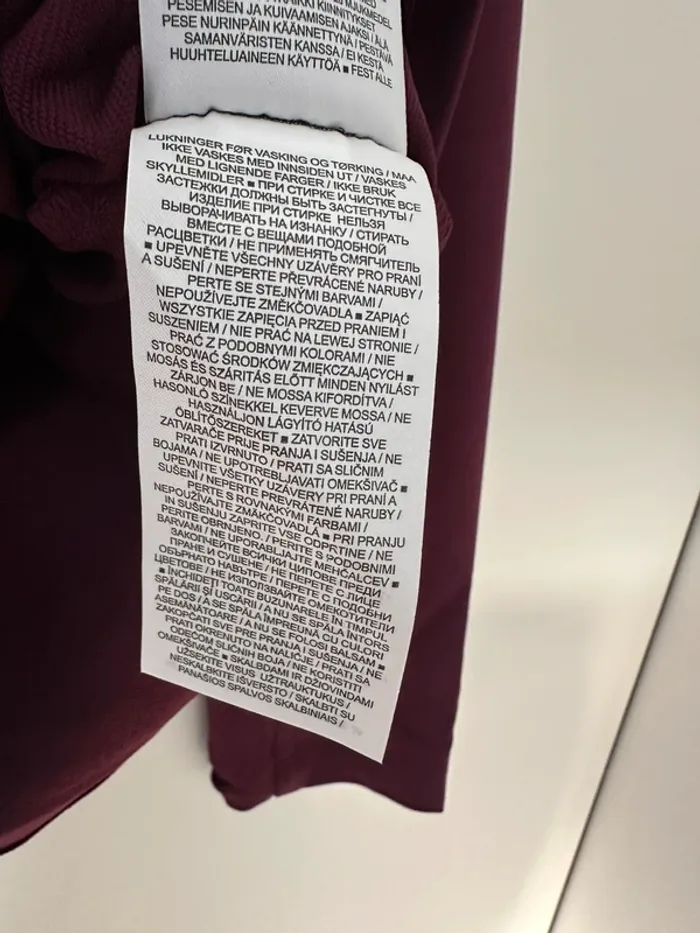 PESEMISEN JA KUIVAAMISEN AJAKSI / ÄLÄ
PESE NURINPÄIN KÄÄNNETTYNÄ / PESTÄVÄ
SAMANVÄRISTEN KANSSA / EI KESTÄ
HUUHTELUAINEEN KÄYTTÖÄ ■ FEST ALLE
LUKNINGER FØR VASKING OG TØRKING / MAA
IKKE VASKES MED INNSIDEN UT / VASKES
MED LIGNENDE FARGER / IKKE BRUK
SKYLLEMIDLER ■ ПРИ СТИРКЕ И ЧИСТКЕ ВСЕ
ЗАСТЕЖКИ ДОЛЖНЫ БЫТЬ ЗАСТЕГНУТЫ /
ИЗДЕЛИЕ ПРИ СТИРКЕ НЕЛЬЗЯ
ВЫВОРАЧИВАТЬ НА ИЗНАНКУ / СТИРАТЬ
ВМЕСТЕ С ВЕЩАМИ ПОДОБНОЙ
РАСЦВЕТКИ / НЕ ПРИМЕНЯТЬ СМЯГЧИТЕЛЬ
■ UPEVNĚTE VŠECHNY UZÁVĚRY PRO PRANÍ
A SUŠENÍ / NEPERTE PŘEVRÁCENÉ NARUBY /
PERTE SE STEJNÝMI BARVAMI /
NEPOUŽÍVEJTE ZMĚKČOVADLA ■ ZAPIĄĆ
WSZYSTKIE ZAPIĘCIA PRZED PRANIEM I
SUSZENIEM / NIE PRAĆ NA LEWEJ STRONIE /
PRAĆ Z PODOBNYMI KOLORAMI / NIE
STOSOWAĆ ŚRODKÓW ZMIĘKCZAJĄCYCH ■
MOSÁS ÉS SZÁRÍTÁS ELŐTT MINDEN NYILÁST
ZÁRJON BE / NE MOSSA KIFORDÍTVA /
HASONLÓ SZÍNEKKEL KEVERVE MOSSA / NE
HASZNÁLJON LÁGYÍTÓ HATÁSÚ
ÖBLÍTŐSZEREKET ■ ZATVORITE SVE
ZATVARAČE PRIJE PRANJA I SUŠENJA / NE
PRATI IZVRNUTO / PRATI SA SLIČNIM
BOJAMA / NE UPOTREBLJAVATI OMEKŠIVAČ ■
UPEVNITE VŠETKY UZÁVERY PRI PRANÍ A
SUŠENÍ / NEPERTE PREVRÁTENÉ NARUBY /
PERTE S ROVNAKÝMI FARBAMI /
NEPOUŽÍVAJTE ZMÄKČOVADLÁ ■ PRI PRANJU
IN SUŠENJU ZAPRITE VSE ODPRTINE / NE
PERITE OBRNJENO. / PERITE S PODOBNIMI
BARVAMI / NE UPORABLJAJTE MEHČALCEV ■
ЗАКОПЧЕЙТЕ ВСИЧКИ ЦИПОВЕ ПРЕДИ
ПРАНЕ И СУШЕНЕ / НЕ ПЕРЕТЕ С ЛИЦЕ
ОБЪРНАТО НАВЪТРЕ / ПЕРЕТЕ С ПОДОБНИ
ЦВЕТОВЕ / НЕ ИЗПОЛЗВАЙТЕ ОМЕКОТИТЕЛИ
■ ÎNCHIDEȚI TOATE BUZUNARELE IN TIMPUL
SPĂLĂRII ȘI USCĂRII / A NU SE SPĂLA ÎNTORS
PE DOS / A SE SPĂLA ÎMPREUNĂ CU CULORI
ASEMĂNĂTOARE / A NU SE FOLOSI BALSAM ■
ZAKOPČATI SVE PRE PRANJA I SUŠENJA / NE
PRATI OKRENUTO NA NALIČJE / PRATI SA
ODEĆOM SLIČNIH BOJA / NE KORISTITI
OMEKŠIVAČE ■ SKALBDAMI IR DŽIOVINDAMI
UŽSEKITE VISUS UŽTRAUKTUKUS /
NESKALBKITE IŠVERSTO / SKALBTI SU
PANAŠIOS SPALVOS SKALBINIAIS /